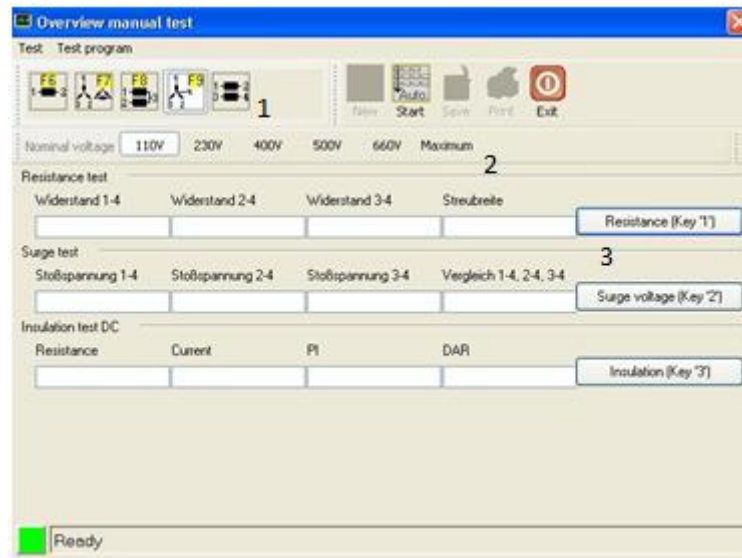 Overview manual test
Test Test program
F6 F7 F8 F9
1
Auto
New Start Save Print Exit
Nominal voltage 110V 230V 400V 500V 660V Maximum
2
Resistance test
Widerstand 1-4 Widerstand 2-4 Widerstand 3-4 Streubreite
Resistance (Key '1')
3
Surge test
Stoßspannung 1-4 Stoßspannung 2-4 Stoßspannung 3-4 Vergleich 1-4, 2-4, 3-4
Surge voltage (Key '2')
Insulation test DC
Resistance Current PI DAR
Insulation (Key '3')
Ready